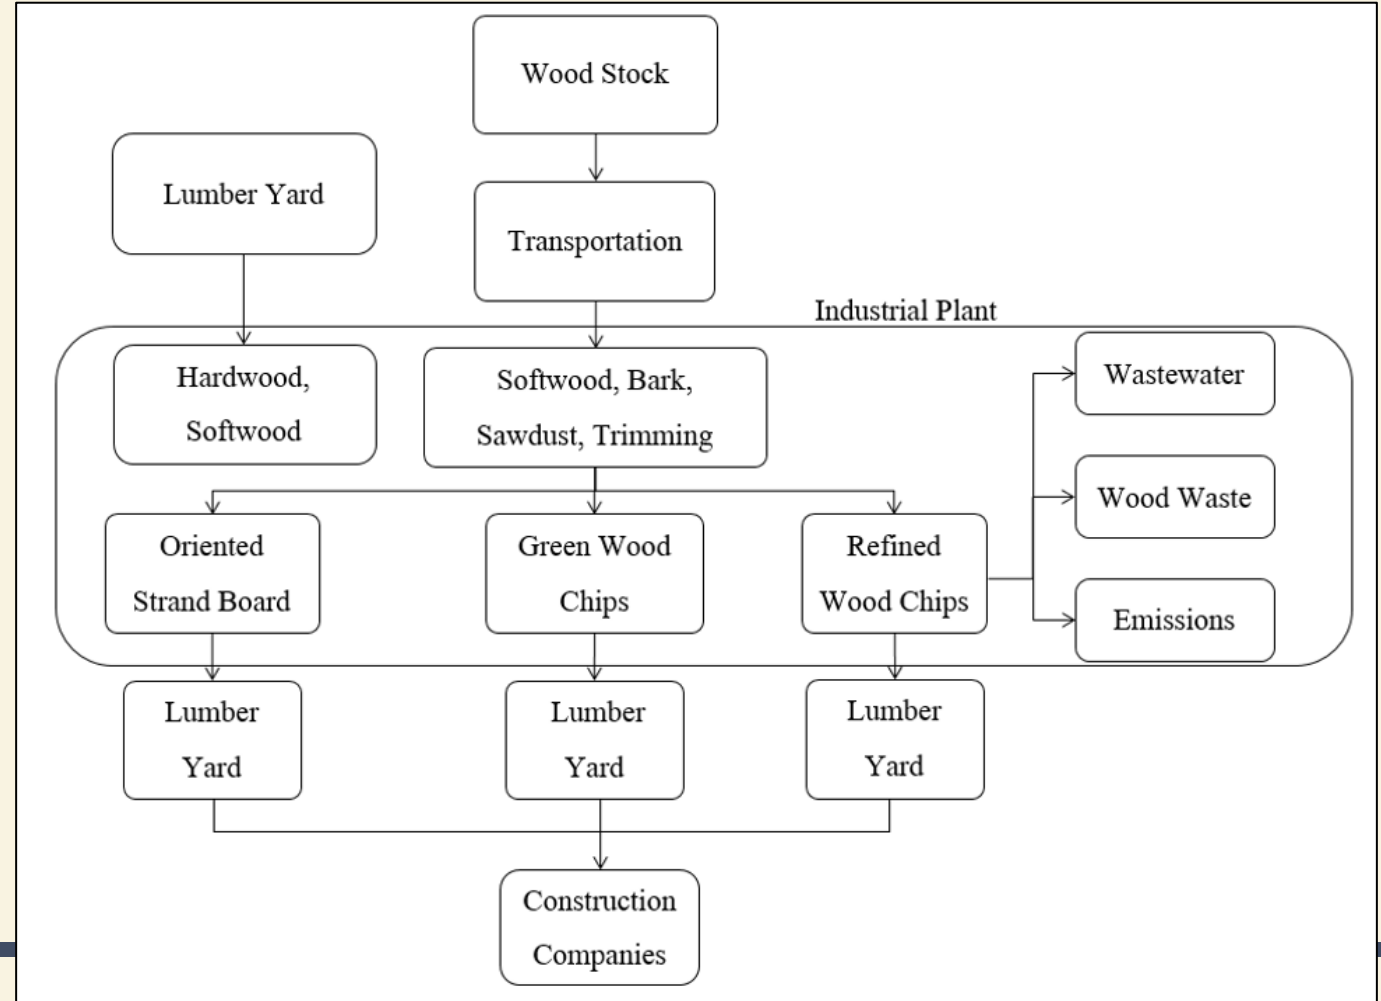 Wood Stock
Lumber Yard
Transportation
Industrial Plant
Hardwood,
Softwood
Softwood, Bark,
Sawdust, Trimming
Wastewater
Wood Waste
Emissions
Oriented
Strand Board
Green Wood
Chips
Refined
Wood Chips
Lumber
Yard
Lumber
Yard
Lumber
Yard
Construction
Companies